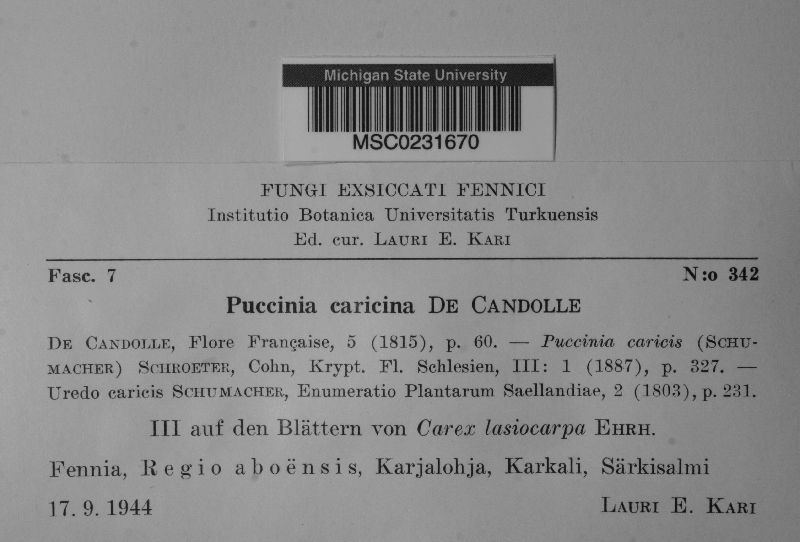 Michigan State University
MSC0231670
FUNGI EXSICCATI FENNICI
Institutio Botanica Universitatis Turkuensis
Ed. cur. LAURI E. KARI
Fasc. 7 N:o 342
Puccinia caricina DE CANDOLLE
DE CANDOLLE, Flore Française, 5 (1815), p. 60. — Puccinia caricis (SCHU-
MACHER) SCHROETER, Cohn, Krypt. Fl. Schlesien, III: 1 (1887), p. 327. —
Uredo caricis SCHUMACHER, Enumeratio Plantarum Saellandiae, 2 (1803), p. 231.
III auf den Blättern von Carex lasiocarpa EHRH.
Fennia, Regio aboënsis, Karjalohja, Karkali, Särkisalmi
17. 9. 1944 LAURI E. KARI